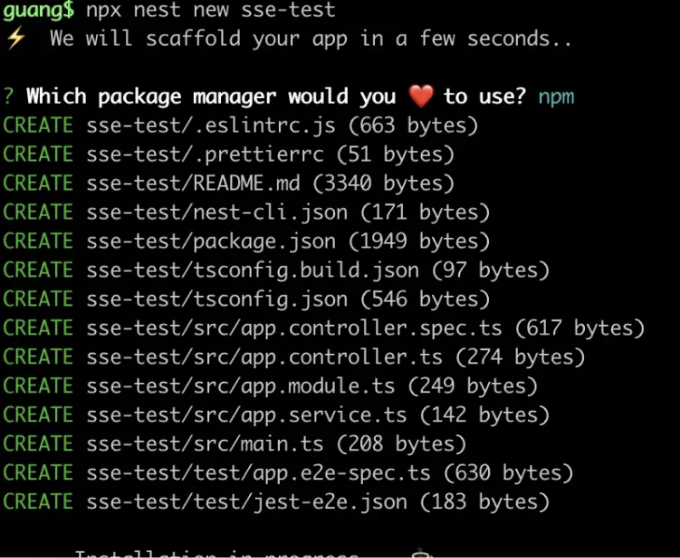 guang$ npx nest new sse-test
⚡ We will scaffold your app in a few seconds..
? Which package manager would you ❤️ to use? npm
CREATE sse-test/.eslintrc.js (663 bytes)
CREATE sse-test/.prettierrc (51 bytes)
CREATE sse-test/README.md (3340 bytes)
CREATE sse-test/nest-cli.json (171 bytes)
CREATE sse-test/package.json (1949 bytes)
CREATE sse-test/tsconfig.build.json (97 bytes)
CREATE sse-test/tsconfig.json (546 bytes)
CREATE sse-test/src/app.controller.spec.ts (617 bytes)
CREATE sse-test/src/app.controller.ts (274 bytes)
CREATE sse-test/src/app.module.ts (249 bytes)
CREATE sse-test/src/app.service.ts (142 bytes)
CREATE sse-test/src/main.ts (208 bytes)
CREATE sse-test/test/app.e2e-spec.ts (630 bytes)
CREATE sse-test/test/jest-e2e.json (183 bytes)
Installation in progress... ☕